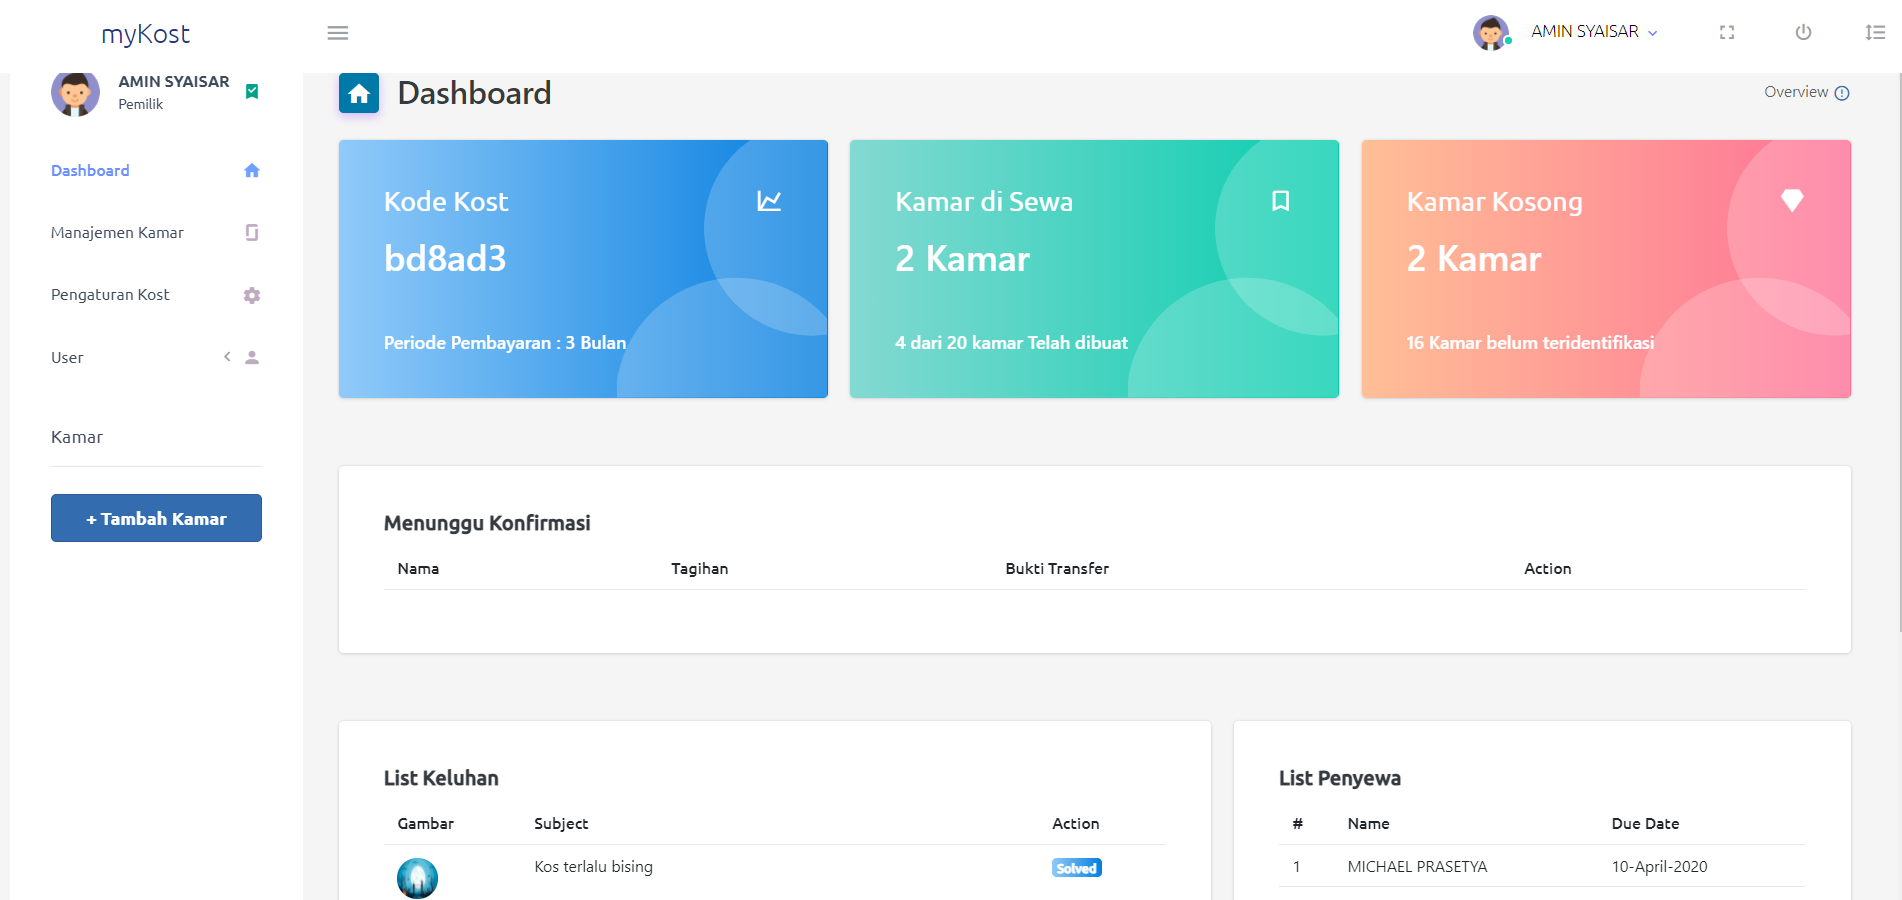 myKost
AMIN SYAISAR
AMIN SYAISAR
Pemilik
Dashboard
Manajemen Kamar
Pengaturan Kost
User
Kamar
+ Tambah Kamar
Dashboard
Overview
Kode Kost
bd8ad3
Periode Pembayaran : 3 Bulan
Kamar di Sewa
2 Kamar
4 dari 20 kamar Telah dibuat
Kamar Kosong
2 Kamar
16 Kamar belum teridentifikasi
Menunggu Konfirmasi
Nama Tagihan Bukti Transfer Action
List Keluhan
Gambar Subject Action
Kos terlalu bising Solved
List Penyewa
# Name Due Date
1 MICHAEL PRASETYA 10-April-2020